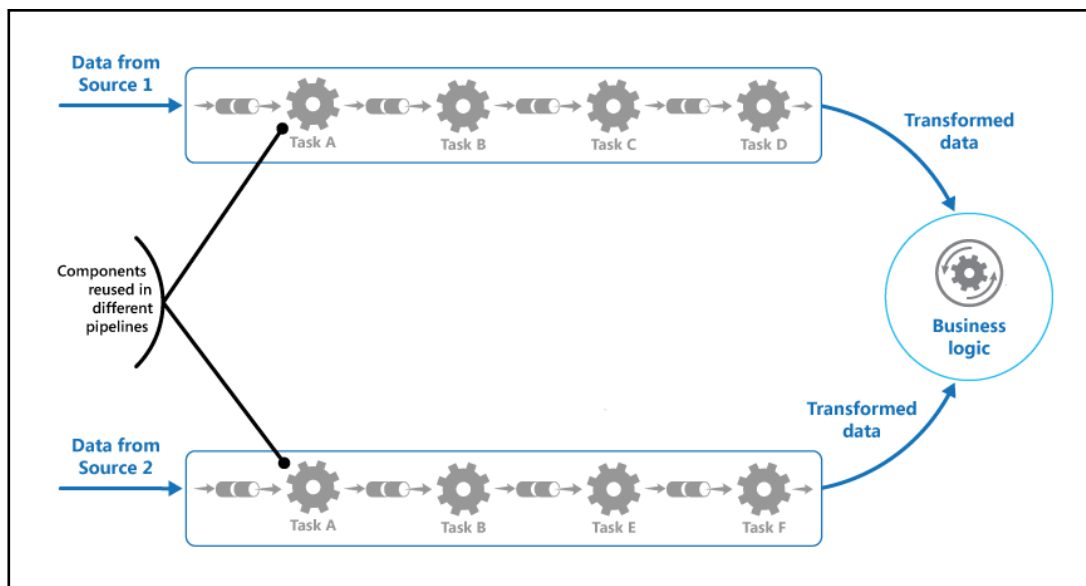 Data from
Source 1
Task A
Task B
Task C
Task D
Transformed
data
Components
reused in
different
pipelines
Business
logic
Transformed
data
Data from
Source 2
Task A
Task B
Task E
Task F